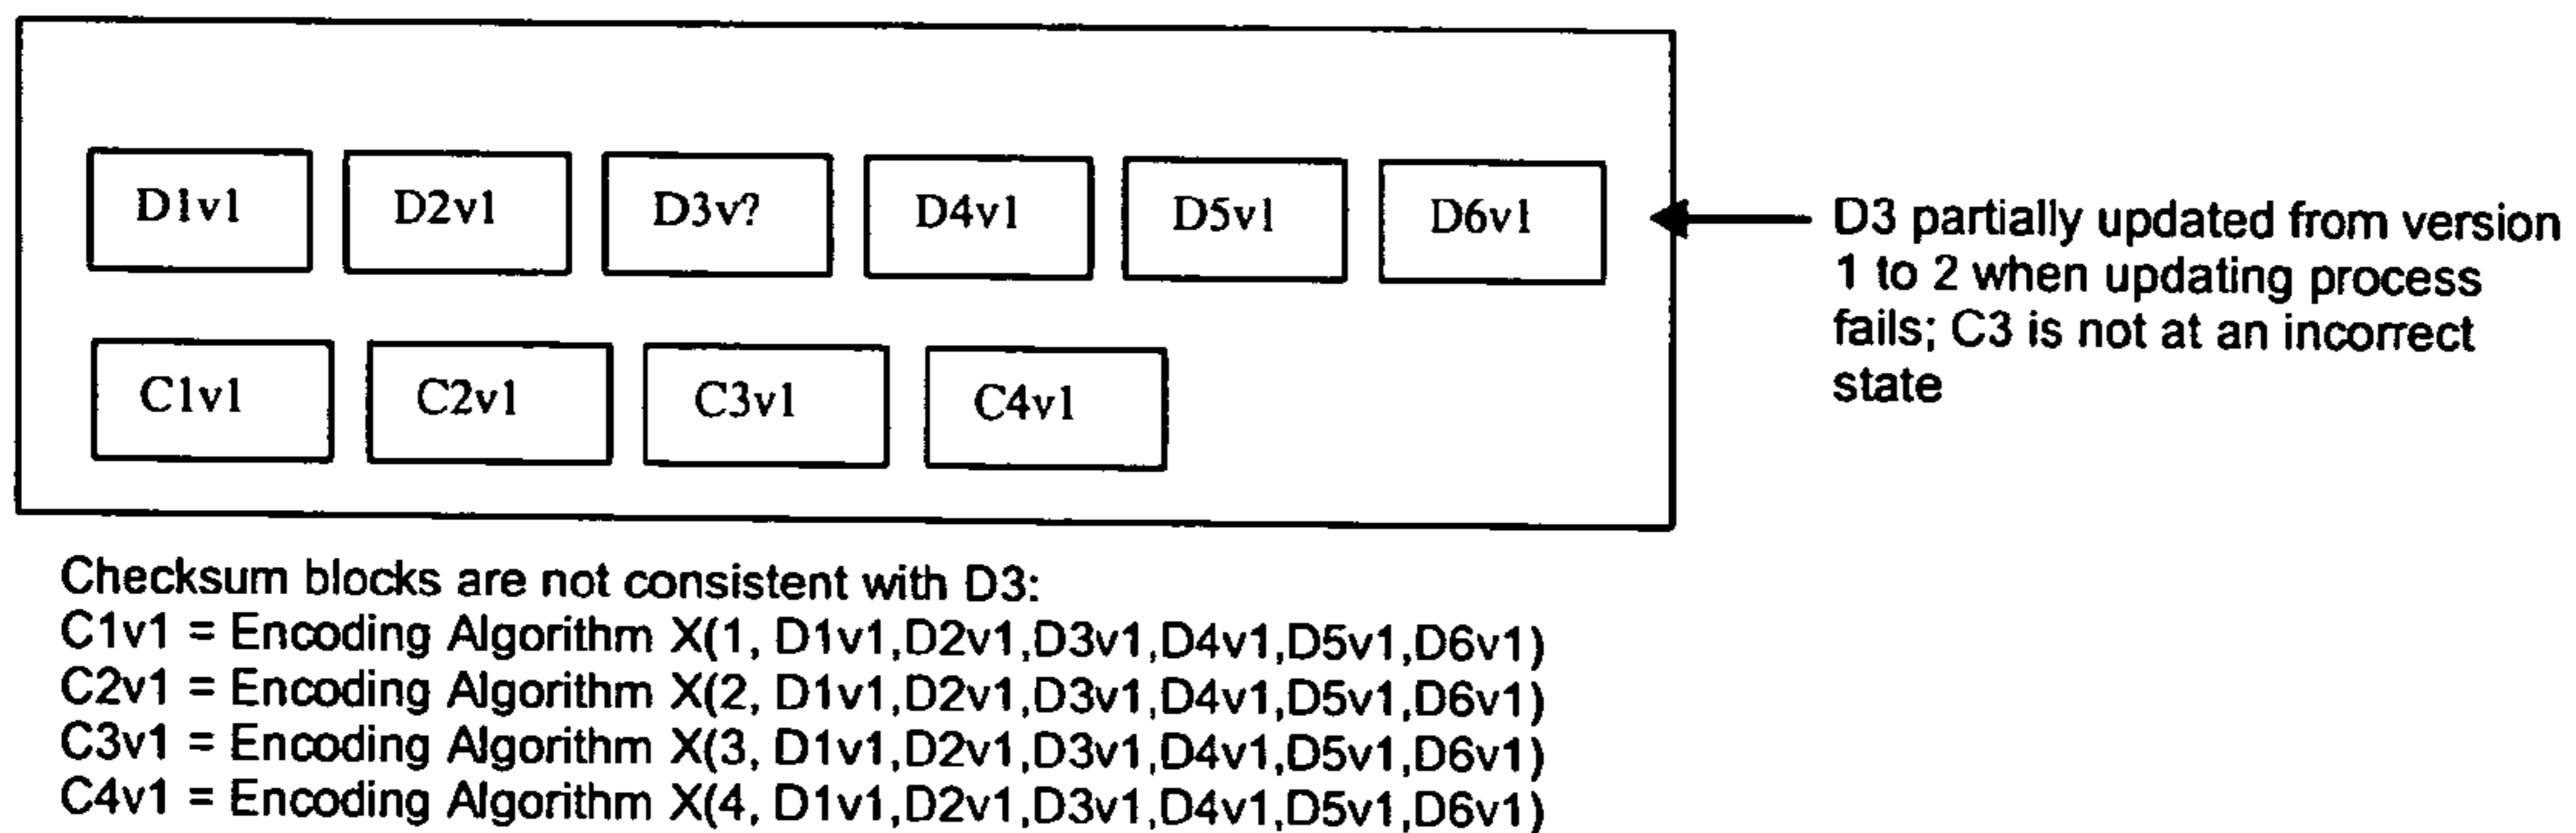 D1v1 D2v1 D3v? D4v1 D5v1 D6v1
D3 partially updated from version
1 to 2 when updating process
fails; C3 is not at an incorrect
state
C1v1 C2v1 C3v1 C4v1
Checksum blocks are not consistent with D3:
C1v1 = Encoding Algorithm X(1, D1v1,D2v1,D3v1,D4v1,D5v1,D6v1)
C2v1 = Encoding Algorithm X(2, D1v1,D2v1,D3v1,D4v1,D5v1,D6v1)
C3v1 = Encoding Algorithm X(3, D1v1,D2v1,D3v1,D4v1,D5v1,D6v1)
C4v1 = Encoding Algorithm X(4, D1v1,D2v1,D3v1,D4v1,D5v1,D6v1)